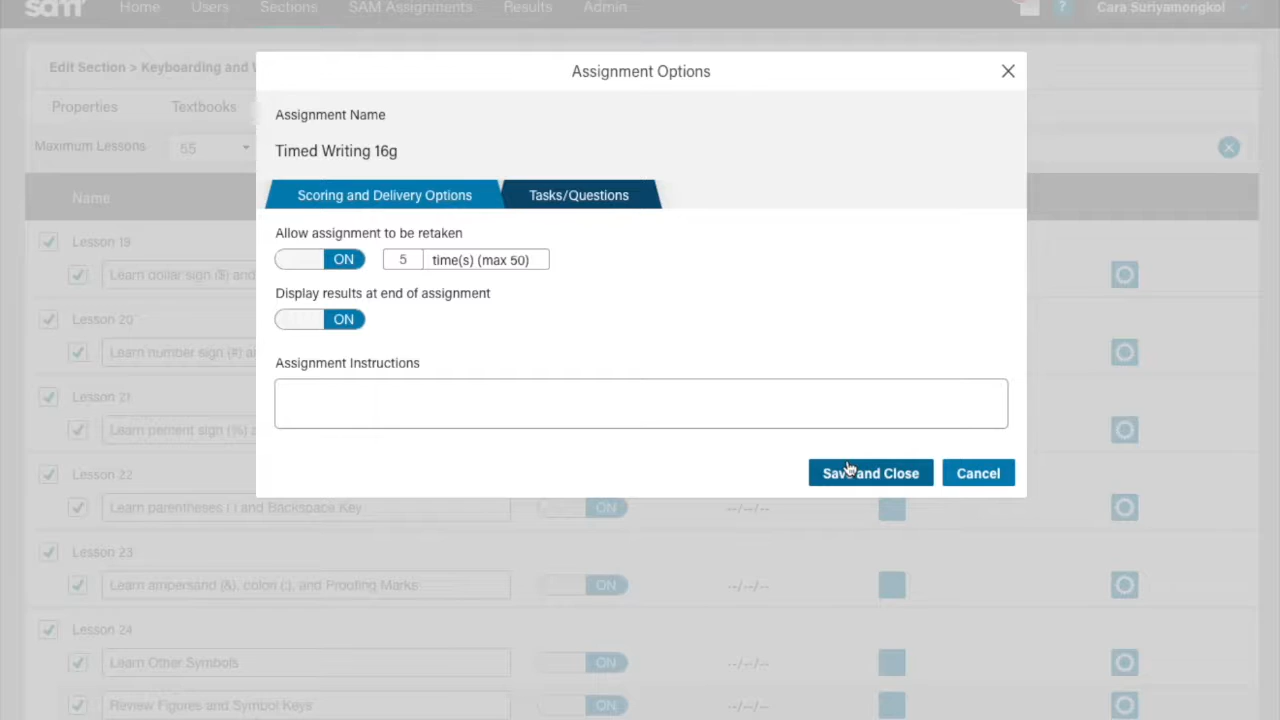 sam Home Users Sections SAM Assignments Results Admin ? Cara Suriyamongkol
Assignment Options
Edit Section > Keyboarding and
Properties Textbooks
Assignment Name
Maximum Lessons 55
Timed Writing 16g
Name
Scoring and Delivery Options Tasks/Questions
Allow assignment to be retaken
Lesson 19
ON 5 time(s) (max 50)
Learn dollar sign ($) and
Display results at end of assignment
Lesson 20
ON
Learn number sign (#)
Assignment Instructions
Lesson 21
Learn percent sign (%)
Lesson 22
Save and Close Cancel
Learn parentheses ( ) and Backspace Key ON --/--/--
Lesson 23
Learn ampersand (&), colon (:), and Proofing Marks ON --/--/--
Lesson 24
Learn Other Symbols ON --/--/--
Review Figures and Symbol Keys ON --/--/--